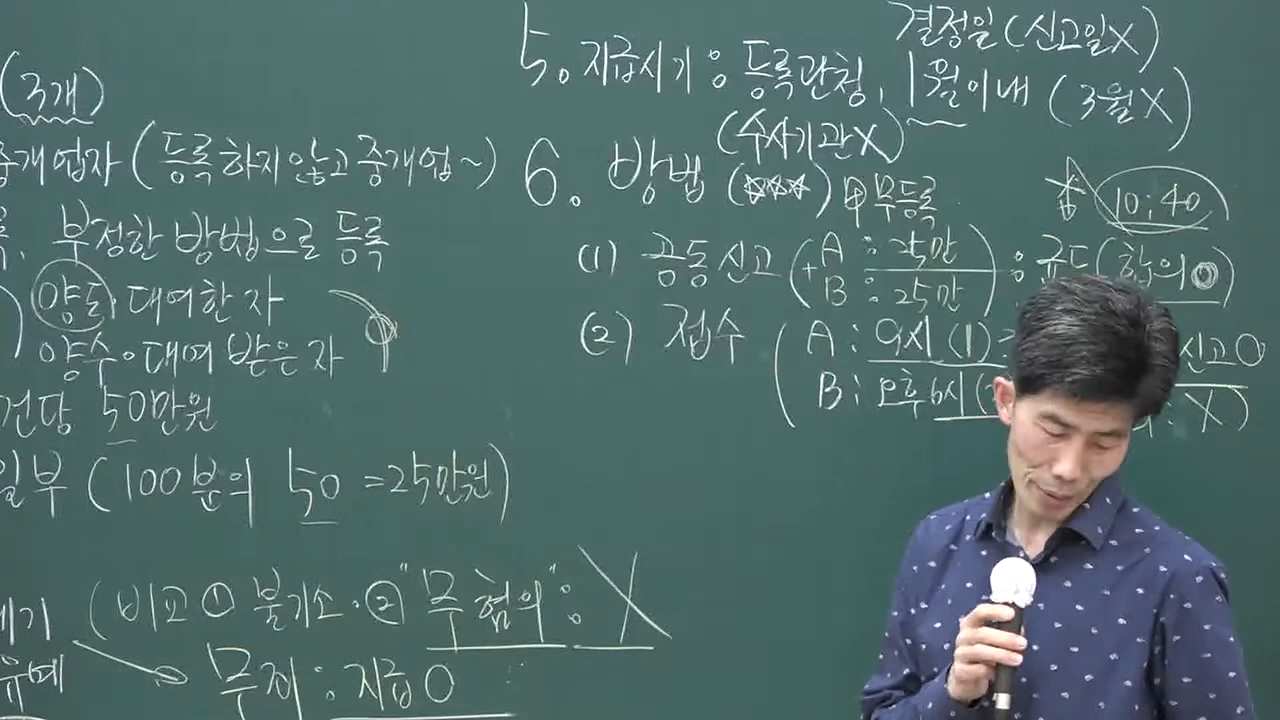 (3개)
중개업자 (등록하지 않고 중개업~)
부정한 방법으로 등록
양도·대여한 자
양수·대여 받은 자
건당 50만원
일부 (100분의 50 =25만원)
(비고 ① 불기소·② "무혐의": X
무죄 : 지급O
결정일(신고일X)
5. 지급시기 : 등록관청, 1월이내 (3월X)
(수사기관X)
6. 방법 (☆☆☆) 甲무등록
10:40
(1) 공동신고 (A : 25만 + B : 25만) : 균등 (합의O)
(2) 접수 (A : 9시 (1) : 신고O
B : 오후 6시 : X)